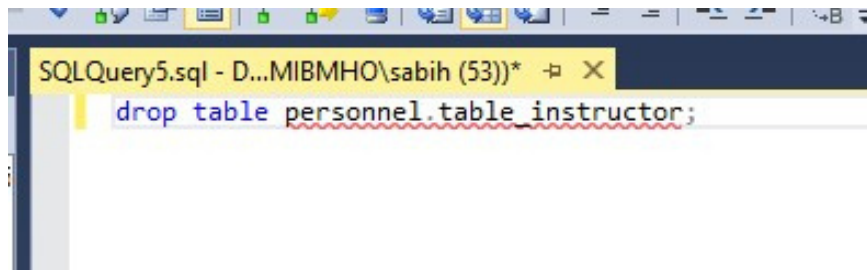 SQLQuery5.sql - D...MIBMHO\sabih (53))*
drop table personnel.table_instructor;